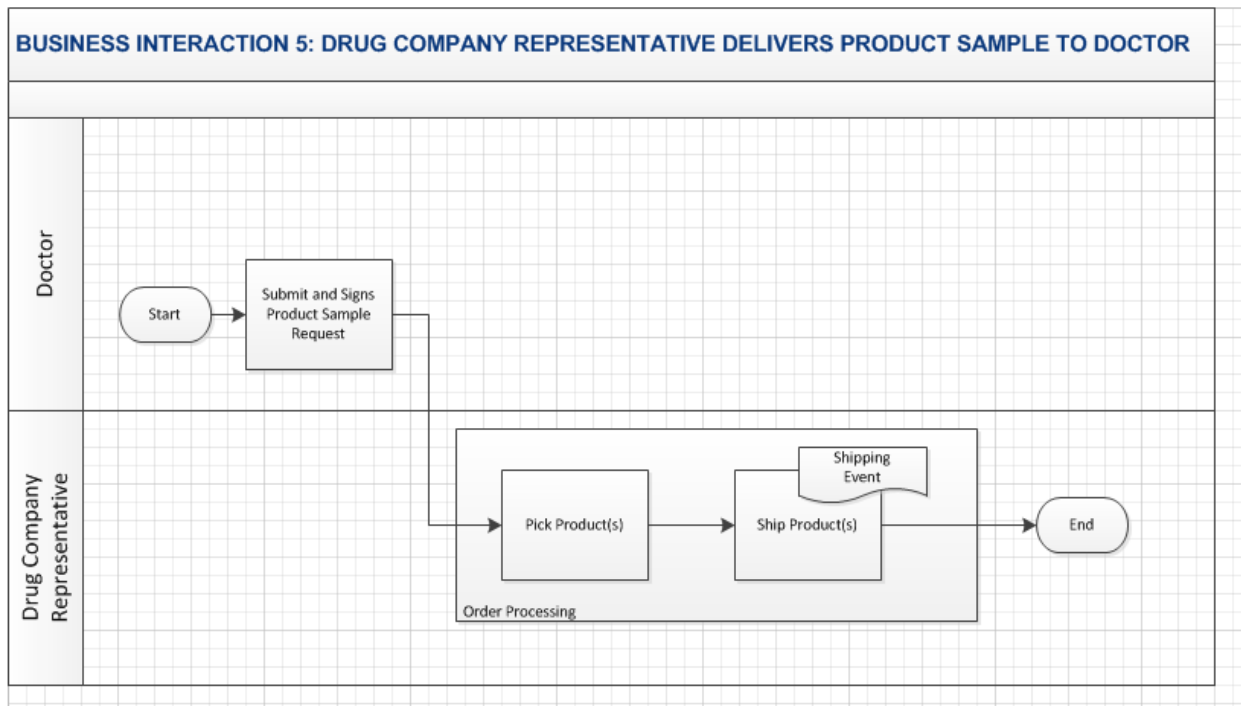 BUSINESS INTERACTION 5: DRUG COMPANY REPRESENTATIVE DELIVERS PRODUCT SAMPLE TO DOCTOR
Doctor
Start
Submit and Signs
Product Sample
Request
Drug Company
Representative
Pick Product(s)
Shipping
Event
Ship Product(s)
End
Order Processing